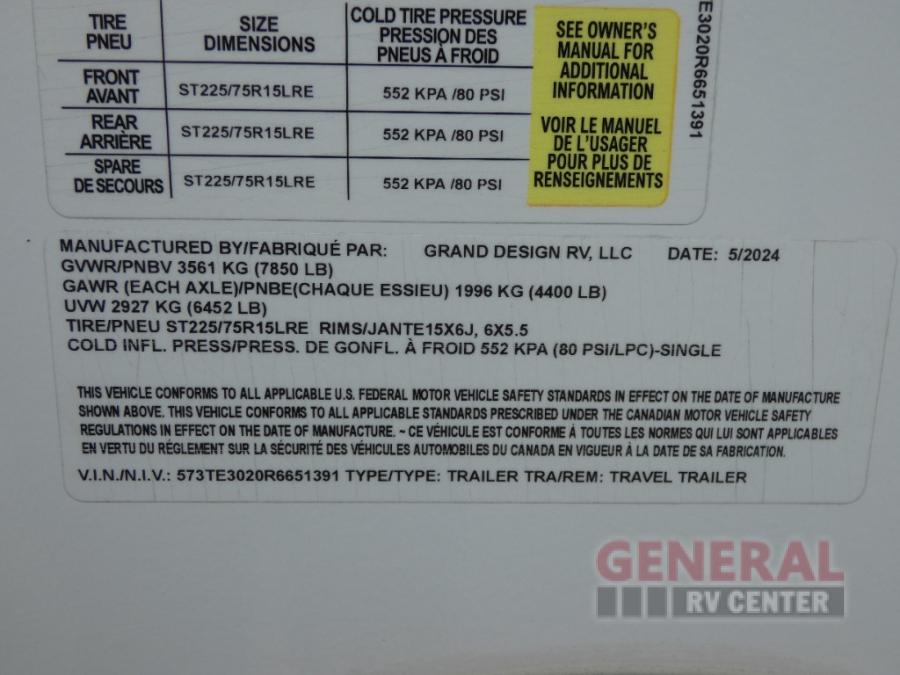 TIRE SIZE COLD TIRE PRESSURE
PNEU DIMENSIONS PRESSION DES
PNEUS À FROID
FRONT
AVANT ST225/75R15LRE 552 KPA /80 PSI
REAR
ARRIÈRE ST225/75R15LRE 552 KPA /80 PSI
SPARE
DE SECOURS ST225/75R15LRE 552 KPA /80 PSI
SEE OWNER'S
MANUAL FOR
ADDITIONAL
INFORMATION
VOIR LE MANUEL
DE L'USAGER
POUR PLUS DE
RENSEIGNEMENTS
TE3020R6651391
MANUFACTURED BY/FABRIQUÉ PAR: GRAND DESIGN RV, LLC DATE: 5/2024
GVWR/PNBV 3561 KG (7850 LB)
GAWR (EACH AXLE)/PNBE(CHAQUE ESSIEU) 1996 KG (4400 LB)
UVW 2927 KG (6452 LB)
TIRE/PNEU ST225/75R15LRE RIMS/JANTE15X6J, 6X5.5
COLD INFL. PRESS/PRESS. DE GONFL. À FROID 552 KPA (80 PSI/LPC)-SINGLE
THIS VEHICLE CONFORMS TO ALL APPLICABLE U.S. FEDERAL MOTOR VEHICLE SAFETY STANDARDS IN EFFECT ON THE DATE OF MANUFACTURE
SHOWN ABOVE. THIS VEHICLE CONFORMS TO ALL APPLICABLE STANDARDS PRESCRIBED UNDER THE CANADIAN MOTOR VEHICLE SAFETY
REGULATIONS IN EFFECT ON THE DATE OF MANUFACTURE. ~ CE VÉHICULE EST CONFORME À TOUTES LES NORMES QUI LUI SONT APPLICABLES
EN VERTU DU RÉGLEMENT SUR LA SÉCURITÉ DES VÉHICULES AUTOMOBILES DU CANADA EN VIGUEUR À LA DATE DE SA FABRICATION.
V.I.N./N.I.V.: 573TE3020R6651391 TYPE/TYPE: TRAILER TRA/REM: TRAVEL TRAILER
GENERAL
RV CENTER